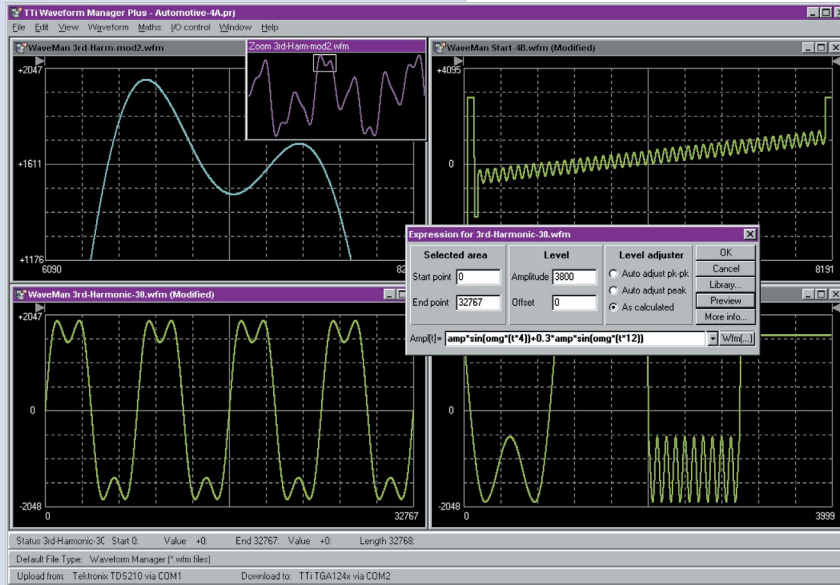 TTi Waveform Manager Plus - Automotive-4A.prj
File Edit View Waveform Maths I/O control Window Help
WaveMan 3rd-Harm-mod2.wfm
Zoom 3rd-Harm-mod2.wfm
WaveMan Start-4B.wfm (Modified)
+2047
+1611
+1176
6090
82
+4095
0
8191
Expression for 3rd-Harmonic-30.wfm
Selected area
Level
Level adjuster
Start point 0
End point 32767
Amplitude 3800
Offset 0
Auto adjust pk-pk
Auto adjust peak
As calculated
OK
Cancel
Library...
Preview
More info...
Amp[t]= amp*sin(omg*(t*4))+0.3*amp*sin(omg*(t*12))
Wfm(...)
WaveMan 3rd-Harmonic-30.wfm (Modified)
+2047
0
-2048
0
32767
0
-2048
0
3999
Status 3rd-Harmonic-3( Start 0: Value +0: End 32767: Value +0: Length 32768:
Default File Type: Waveform Manager (*.wfm files)
Upload from: Tektronix TDS210 via COM1 Download to: TTi TGA124x via COM2